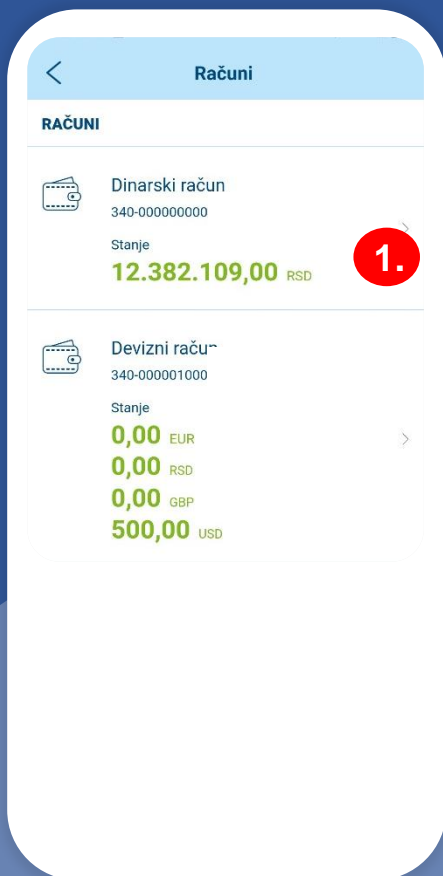 Računi
RAČUNI
Dinarski račun
340-000000000
Stanje
12.382.109,00 RSD
1.
Devizni račun
340-000001000
Stanje
0,00 EUR
0,00 RSD
0,00 GBP
500,00 USD